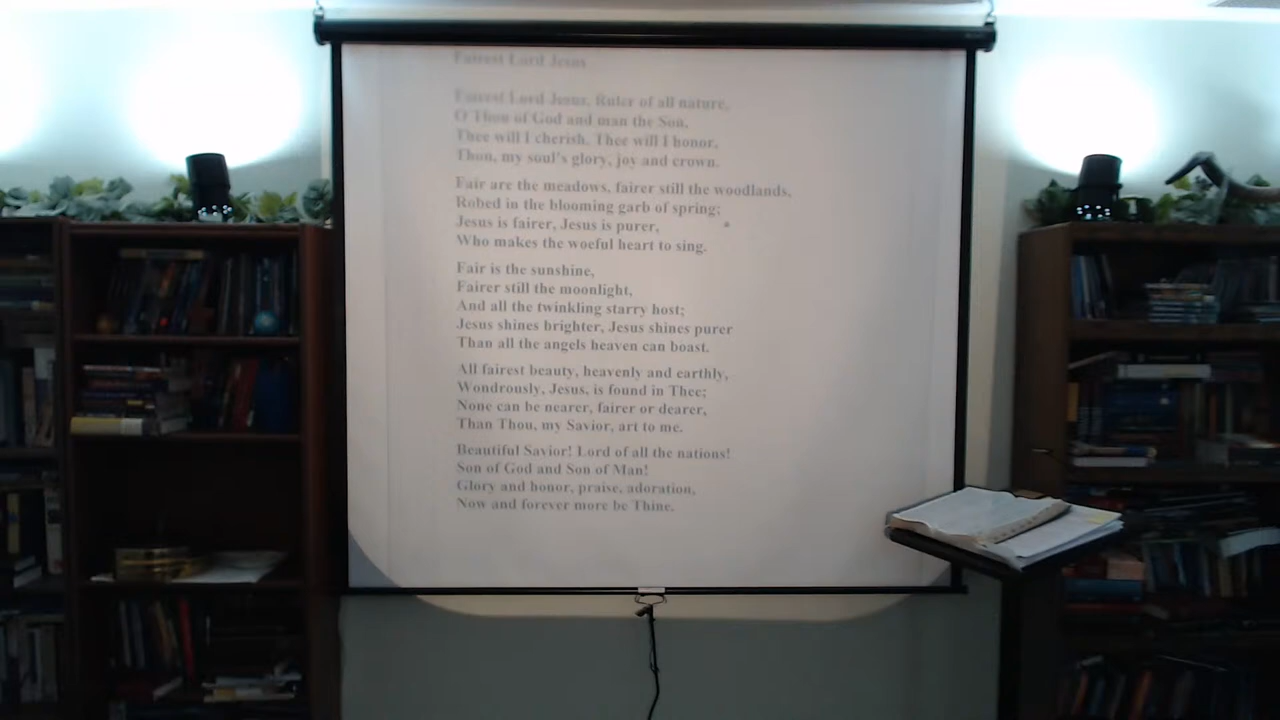 Fairest Lord Jesus
Fairest Lord Jesus, Ruler of all nature,
O Thou of God and man the Son,
Thee will I cherish, Thee will I honor,
Thou, my soul's glory, joy and crown.
Fair are the meadows, fairer still the woodlands,
Robed in the blooming garb of spring;
Jesus is fairer, Jesus is purer,
Who makes the woeful heart to sing.
Fair is the sunshine,
Fairer still the moonlight,
And all the twinkling starry host;
Jesus shines brighter, Jesus shines purer
Than all the angels heaven can boast.
All fairest beauty, heavenly and earthly,
Wondrously, Jesus, is found in Thee;
None can be nearer, fairer or dearer,
Than Thou, my Savior, art to me.
Beautiful Savior! Lord of all the nations!
Son of God and Son of Man!
Glory and honor, praise, adoration,
Now and forever more be Thine.